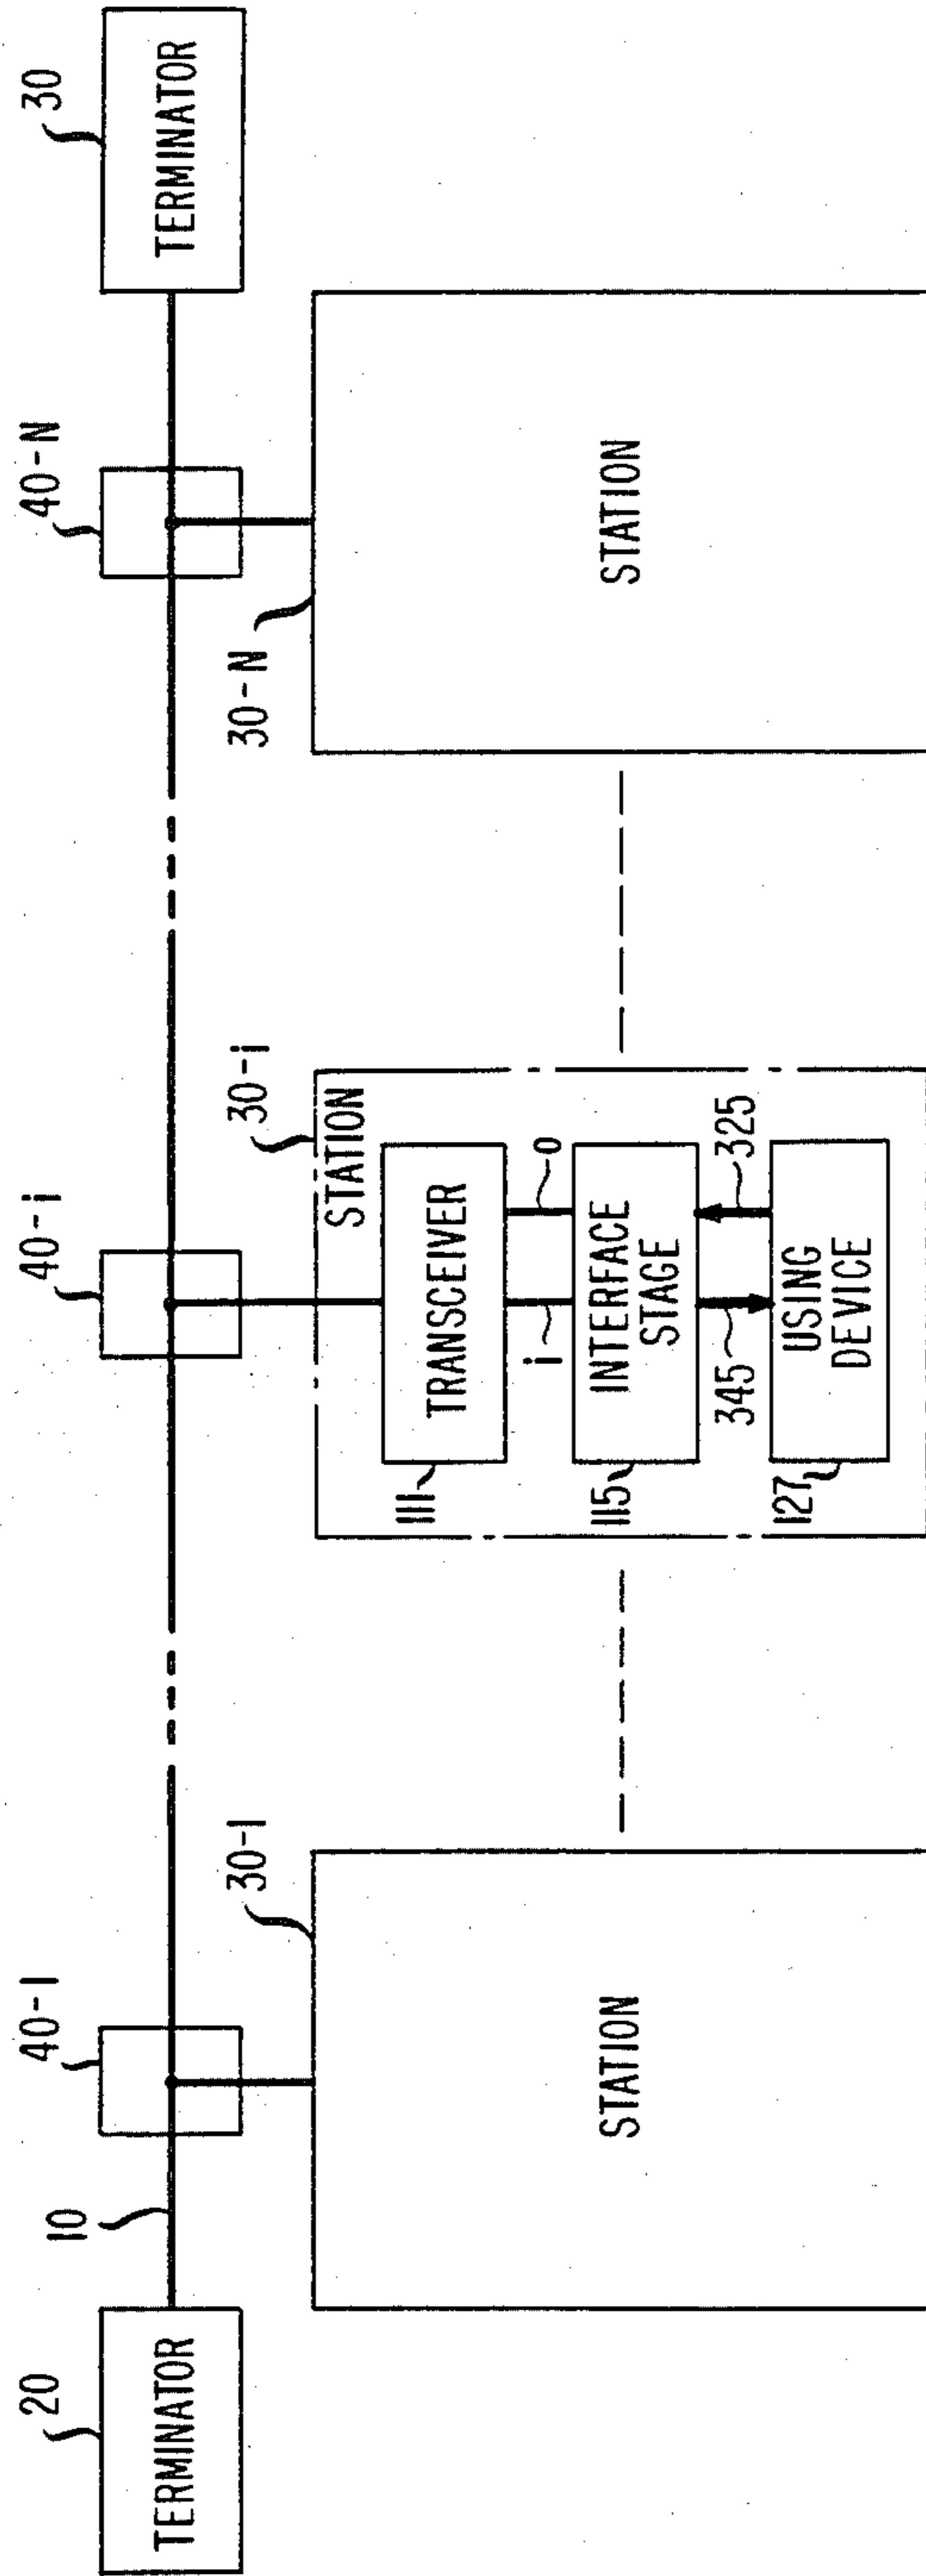 20
TERMINATOR
10
40-1
30-1
STATION
40-i
30-i
STATION
TRANSCEIVER
111
i
o
INTERFACE
STAGE
115
345
325
USING
DEVICE
127
40-N
30-N
STATION
30
TERMINATOR